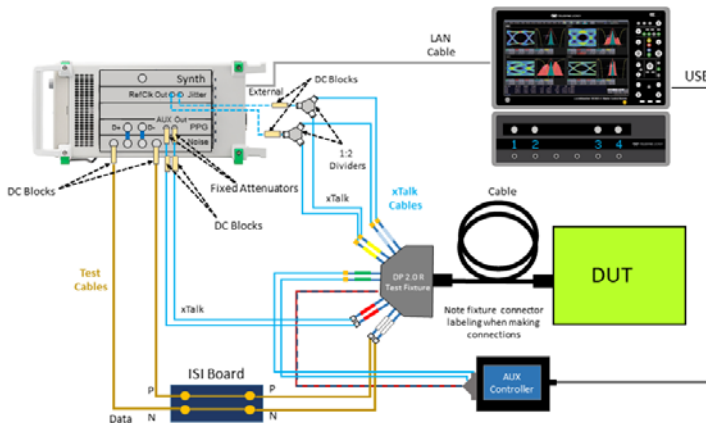 LAN
Cable
USB
Synth
RefClk Out
Jitter
External
DC Blocks
AUX Out
D+
D-
PPG
Noise
1:2
Dividers
1
2
3
4
DC Blocks
Fixed Attenuators
DC Blocks
xTalk
xTalk
Cables
Cable
Test
Cables
DP 2.0 R
Test Fixture
DUT
xTalk
Note fixture connector
labeling when making
connections
ISI Board
P
P
N
N
Data
AUX
Controller